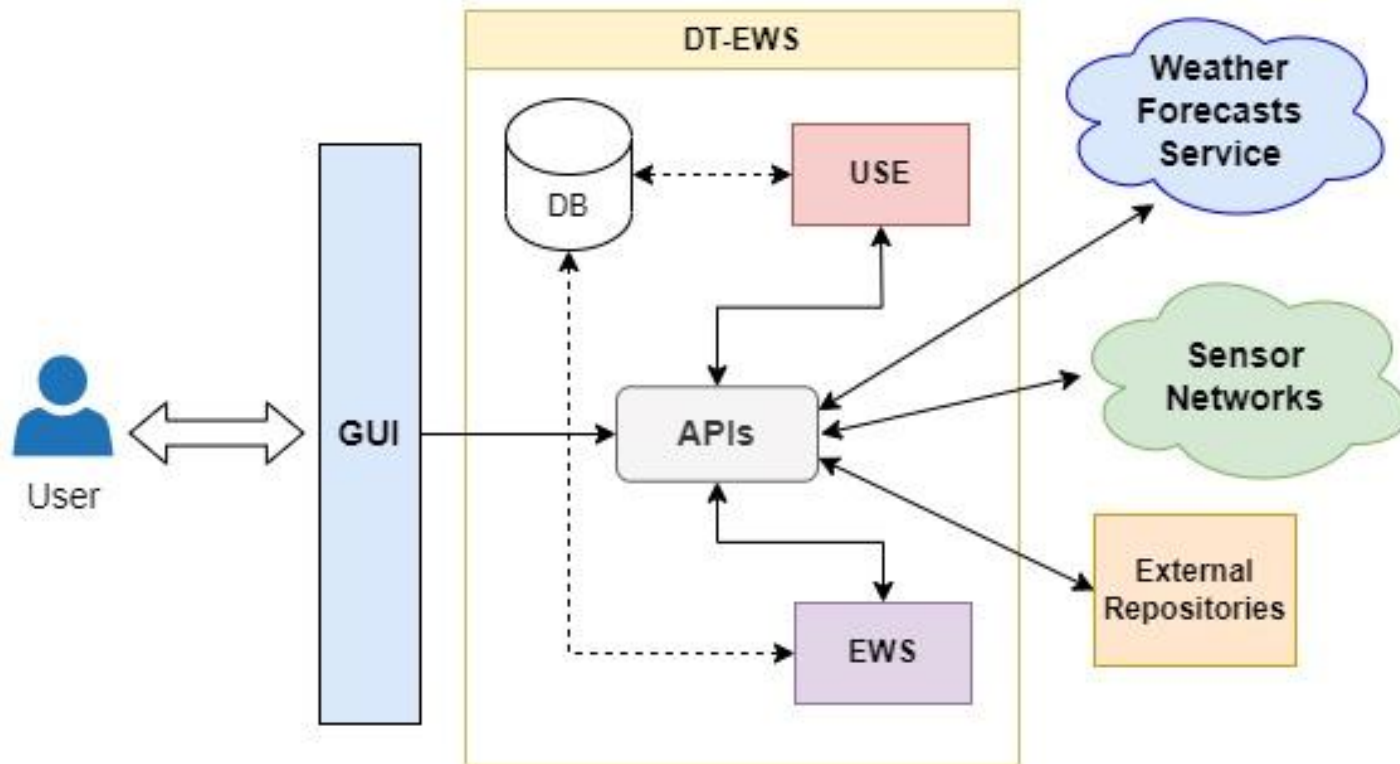 DT-EWS
Weather
Forecasts
Service
DB
USE
Sensor
Networks
GUI
APIs
User
External
Repositories
EWS